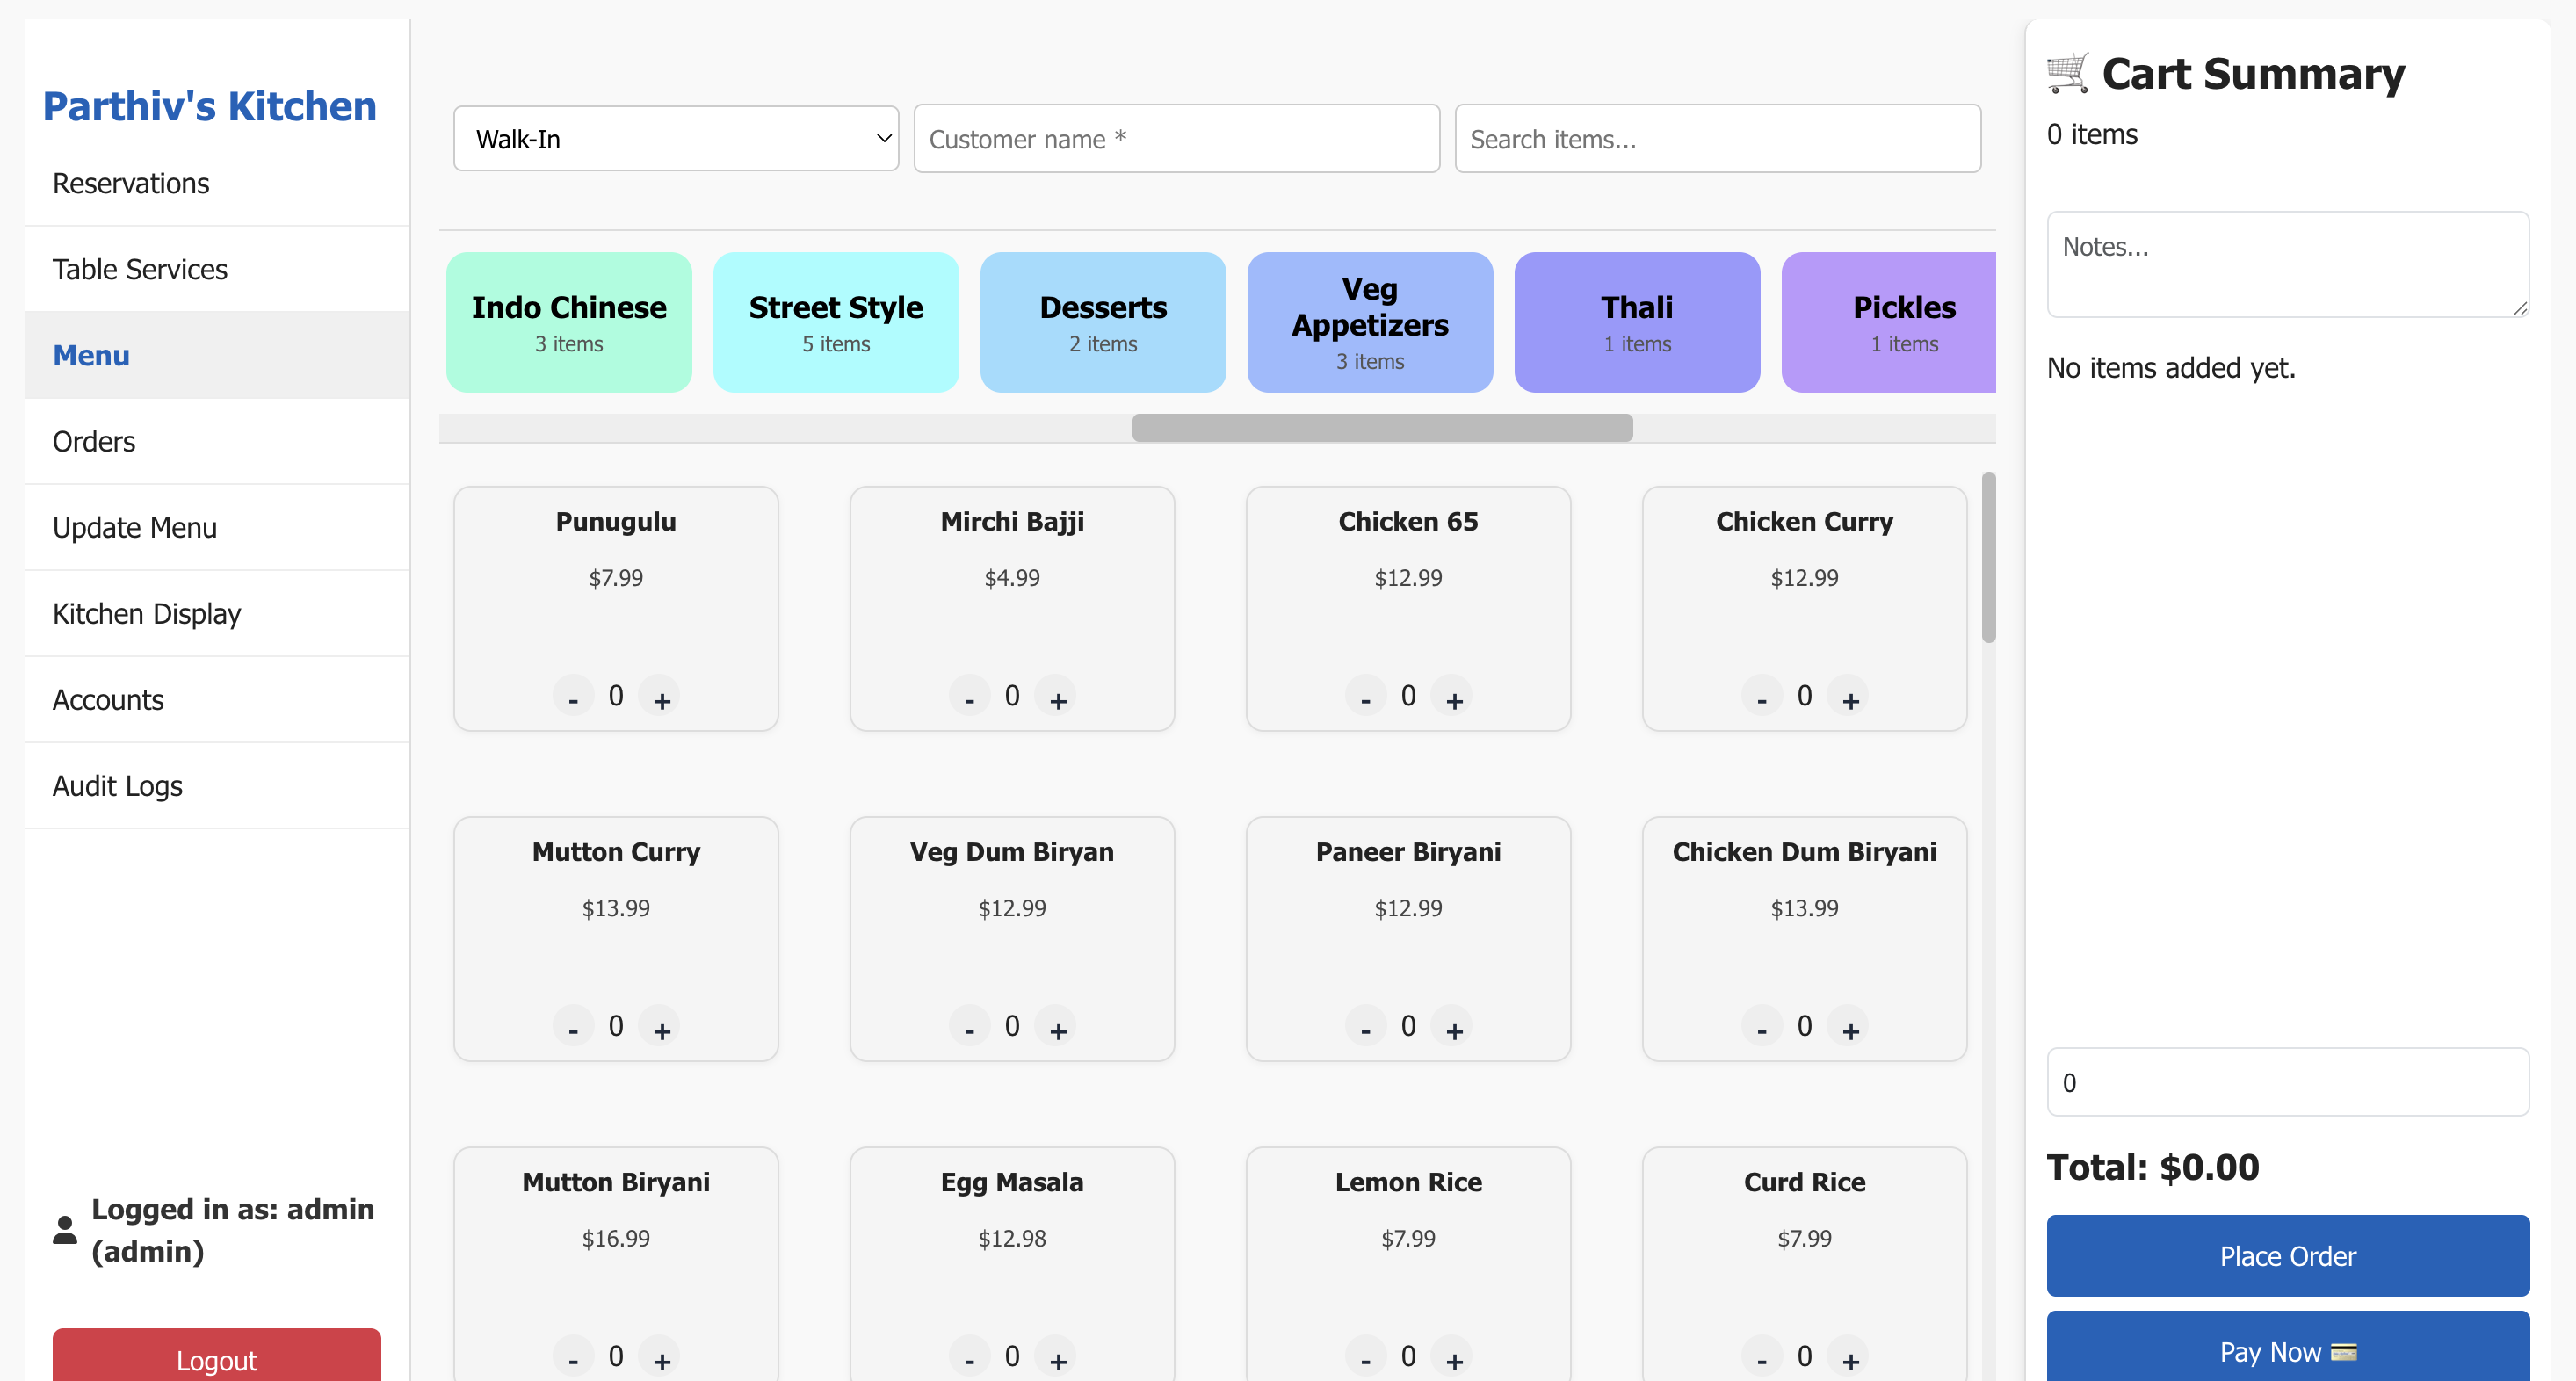 Parthiv's Kitchen
Reservations
Table Services
Menu
Orders
Update Menu
Kitchen Display
Accounts
Audit Logs
Logged in as: admin
(admin)
Logout
Walk-In
Customer name *
Search items...
Indo Chinese
3 items
Street Style
5 items
Desserts
2 items
Veg
Appetizers
3 items
Thali
1 items
Pickles
1 items
Punugulu
$7.99
- 0 +
Mirchi Bajji
$4.99
- 0 +
Chicken 65
$12.99
- 0 +
Chicken Curry
$12.99
- 0 +
Mutton Curry
$13.99
- 0 +
Veg Dum Biryan
$12.99
- 0 +
Paneer Biryani
$12.99
- 0 +
Chicken Dum Biryani
$13.99
- 0 +
Mutton Biryani
$16.99
- 0 +
Egg Masala
$12.98
- 0 +
Lemon Rice
$7.99
- 0 +
Curd Rice
$7.99
- 0 +
🛒 Cart Summary
0 items
Notes...
No items added yet.
0
Total: $0.00
Place Order
Pay Now 💳